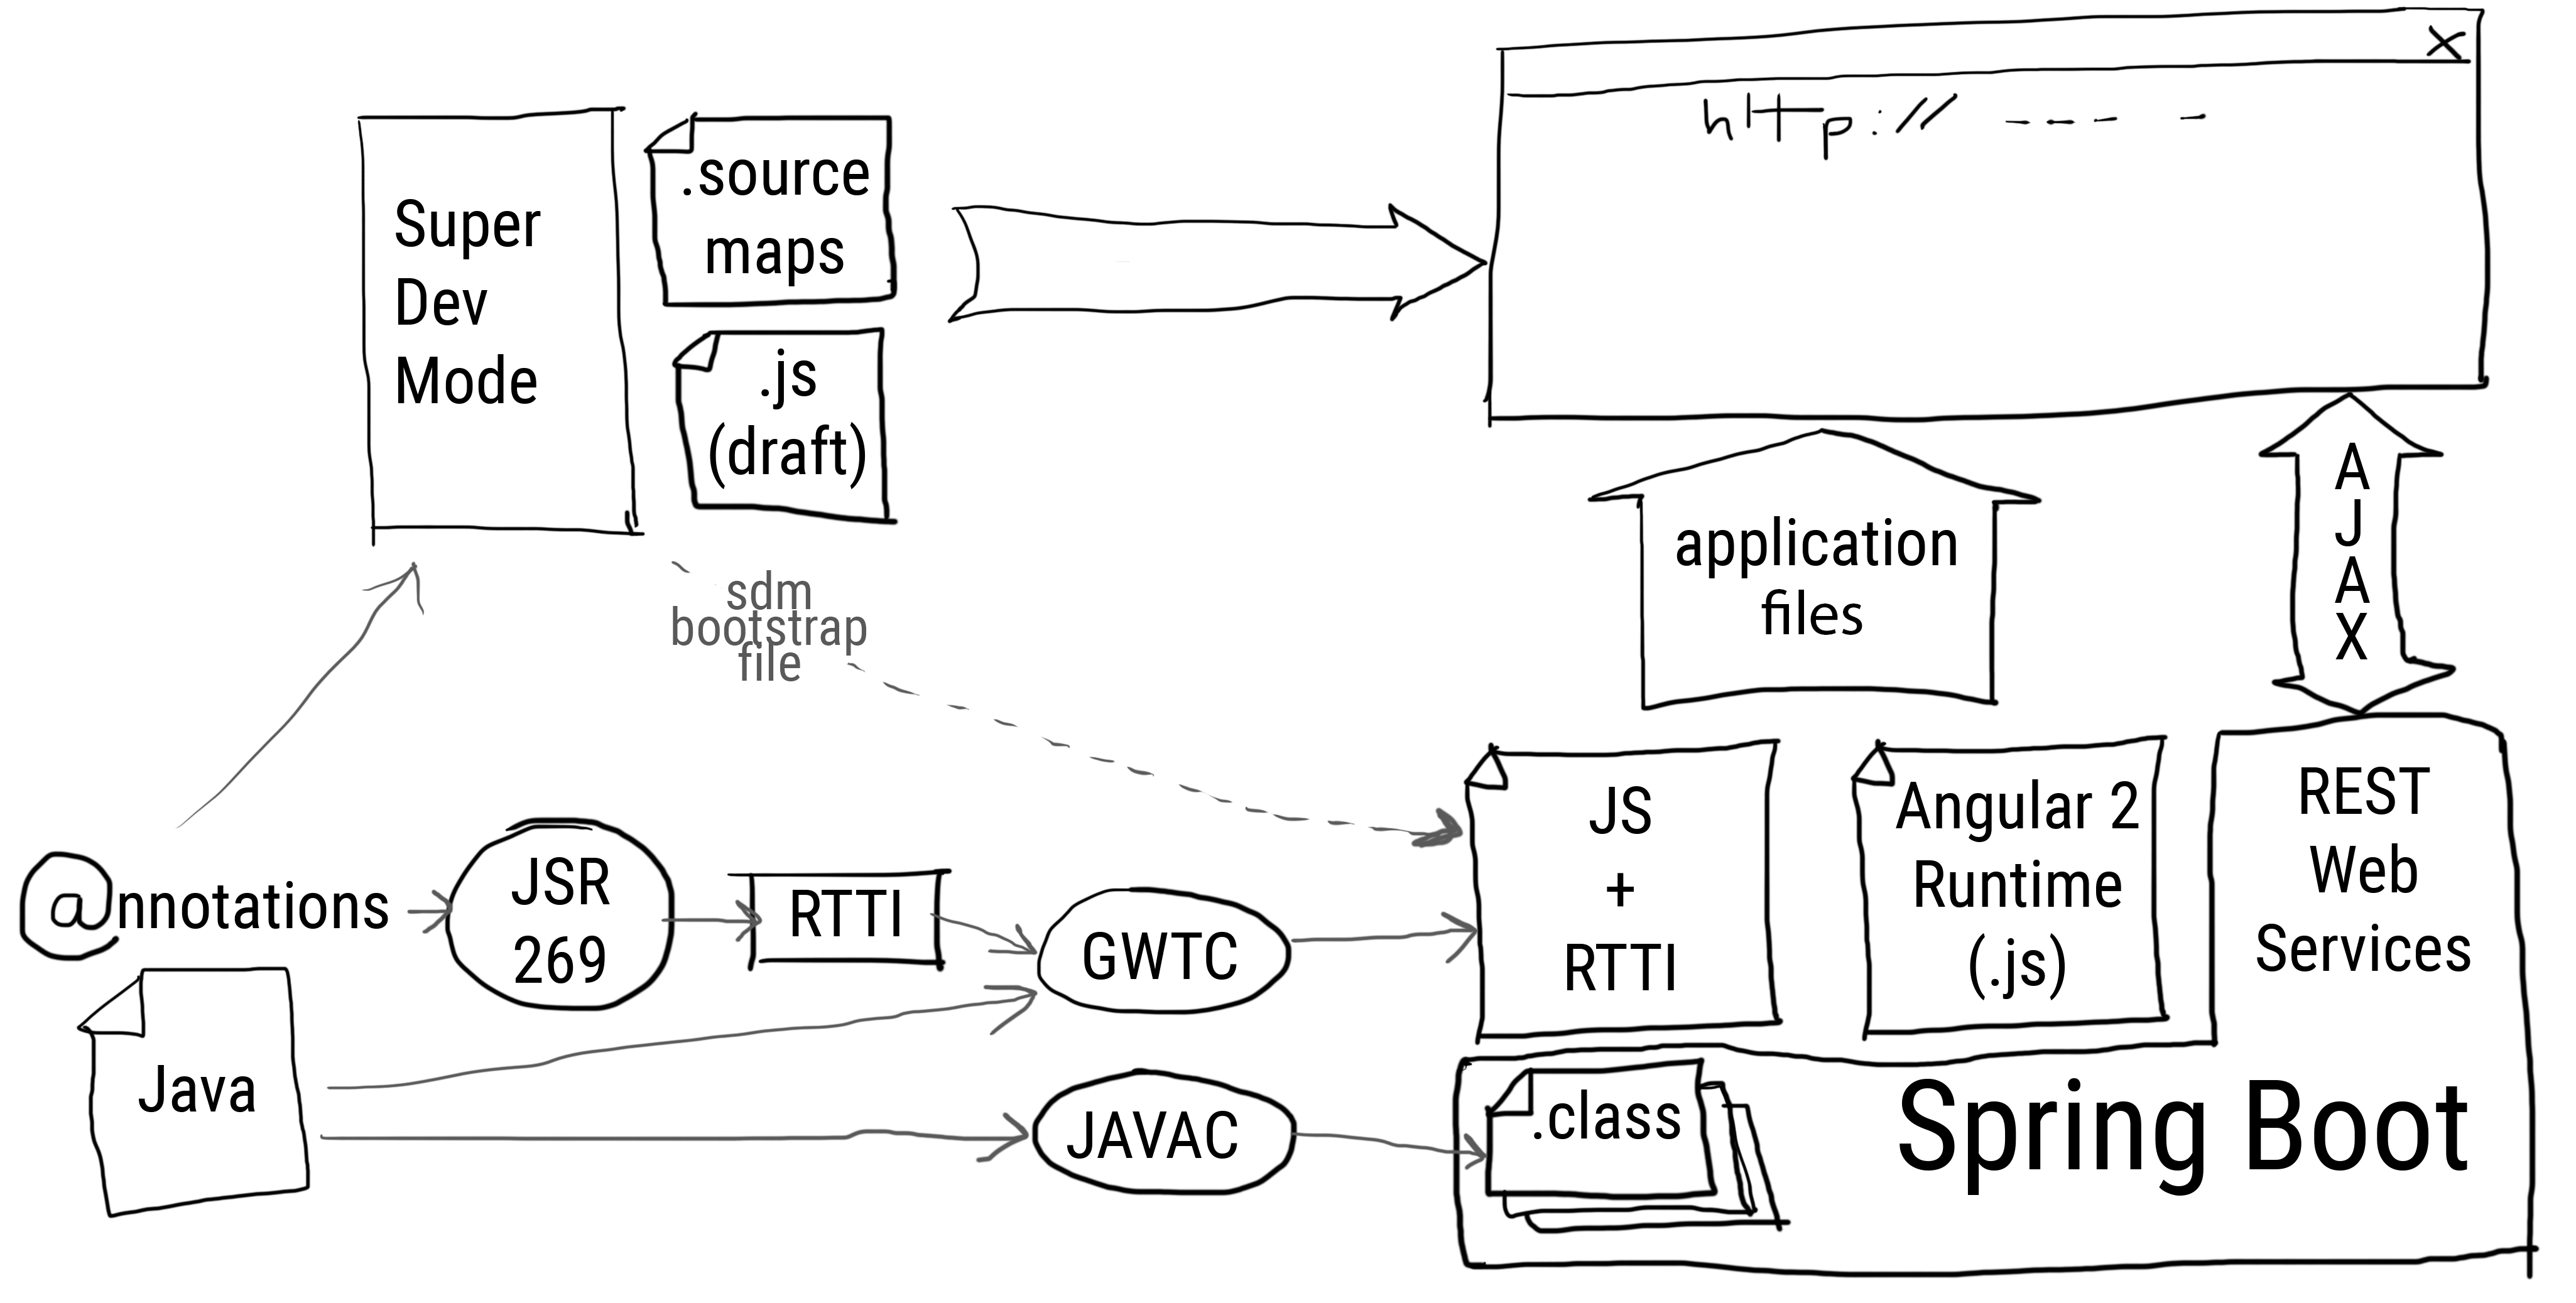 X
http:// ---- -
Super
Dev
Mode
.source
maps
.js
(draft)
sdm
bootstrap
file
application
files
A
J
A
X
@nnotations
JSR
269
RTTI
GWTC
Java
JAVAC
JS
+
RTTI
Angular 2
Runtime
(.js)
REST
Web
Services
.class
Spring Boot